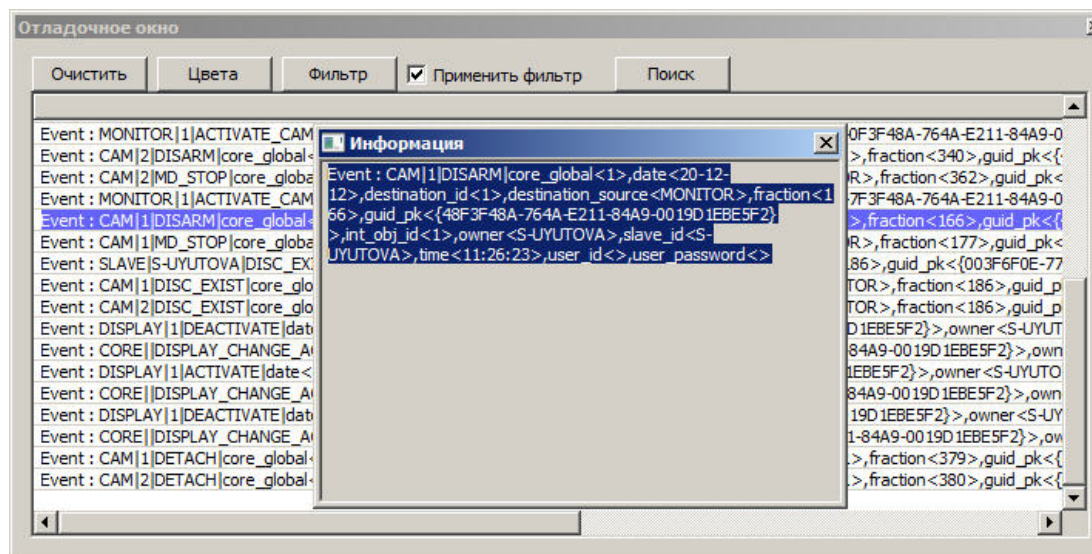 Отладочное окно
Очистить Цвета Фильтр Применить фильтр Поиск
Event : MONITOR|1|ACTIVATE_CAM 0F3F48A-764A-E211-84A9-0
Event : CAM|2|DISARM|core_global< >,fraction<340>,guid_pk<{
Event : CAM|2|MD_STOP|core_globa R>,fraction<362>,guid_pk<
Event : MONITOR|1|ACTIVATE_CAM 7F3F48A-764A-E211-84A9-0
Event : CAM|1|DISARM|core_global< >,fraction<166>,guid_pk<{
Event : CAM|1|MD_STOP|core_globa R>,fraction<177>,guid_pk<
Event : SLAVE|S-UYUTOVA|DISC_EX 86>,guid_pk<{003F6F0E-77
Event : CAM|1|DISC_EXIST|core_glo TOR>,fraction<186>,guid_p
Event : CAM|2|DISC_EXIST|core_glo TOR>,fraction<186>,guid_p
Event : DISPLAY|1|DEACTIVATE|dat D1EBE5F2}>,owner<S-UYUT
Event : CORE||DISPLAY_CHANGE_A 84A9-0019D1EBE5F2}>,own
Event : DISPLAY|1|ACTIVATE|date< 1EBE5F2}>,owner<S-UYUTO
Event : CORE||DISPLAY_CHANGE_A 84A9-0019D1EBE5F2}>,own
Event : DISPLAY|1|DEACTIVATE|dat 19D1EBE5F2}>,owner<S-UY
Event : CORE||DISPLAY_CHANGE_A 1-84A9-0019D1EBE5F2}>,ow
Event : CAM|1|DETACH|core_global< >,fraction<379>,guid_pk<{
Event : CAM|2|DETACH|core_global< >,fraction<380>,guid_pk<{
Информация
Event : CAM|1|DISARM|core_global<1>,date<20-12-
12>,destination_id<1>,destination_source<MONITOR>,fraction<1
66>,guid_pk<{48F3F48A-764A-E211-84A9-0019D1EBE5F2}
>,int_obj_id<1>,owner<S-UYUTOVA>,slave_id<S-
UYUTOVA>,time<11:26:23>,user_id<>,user_password<>